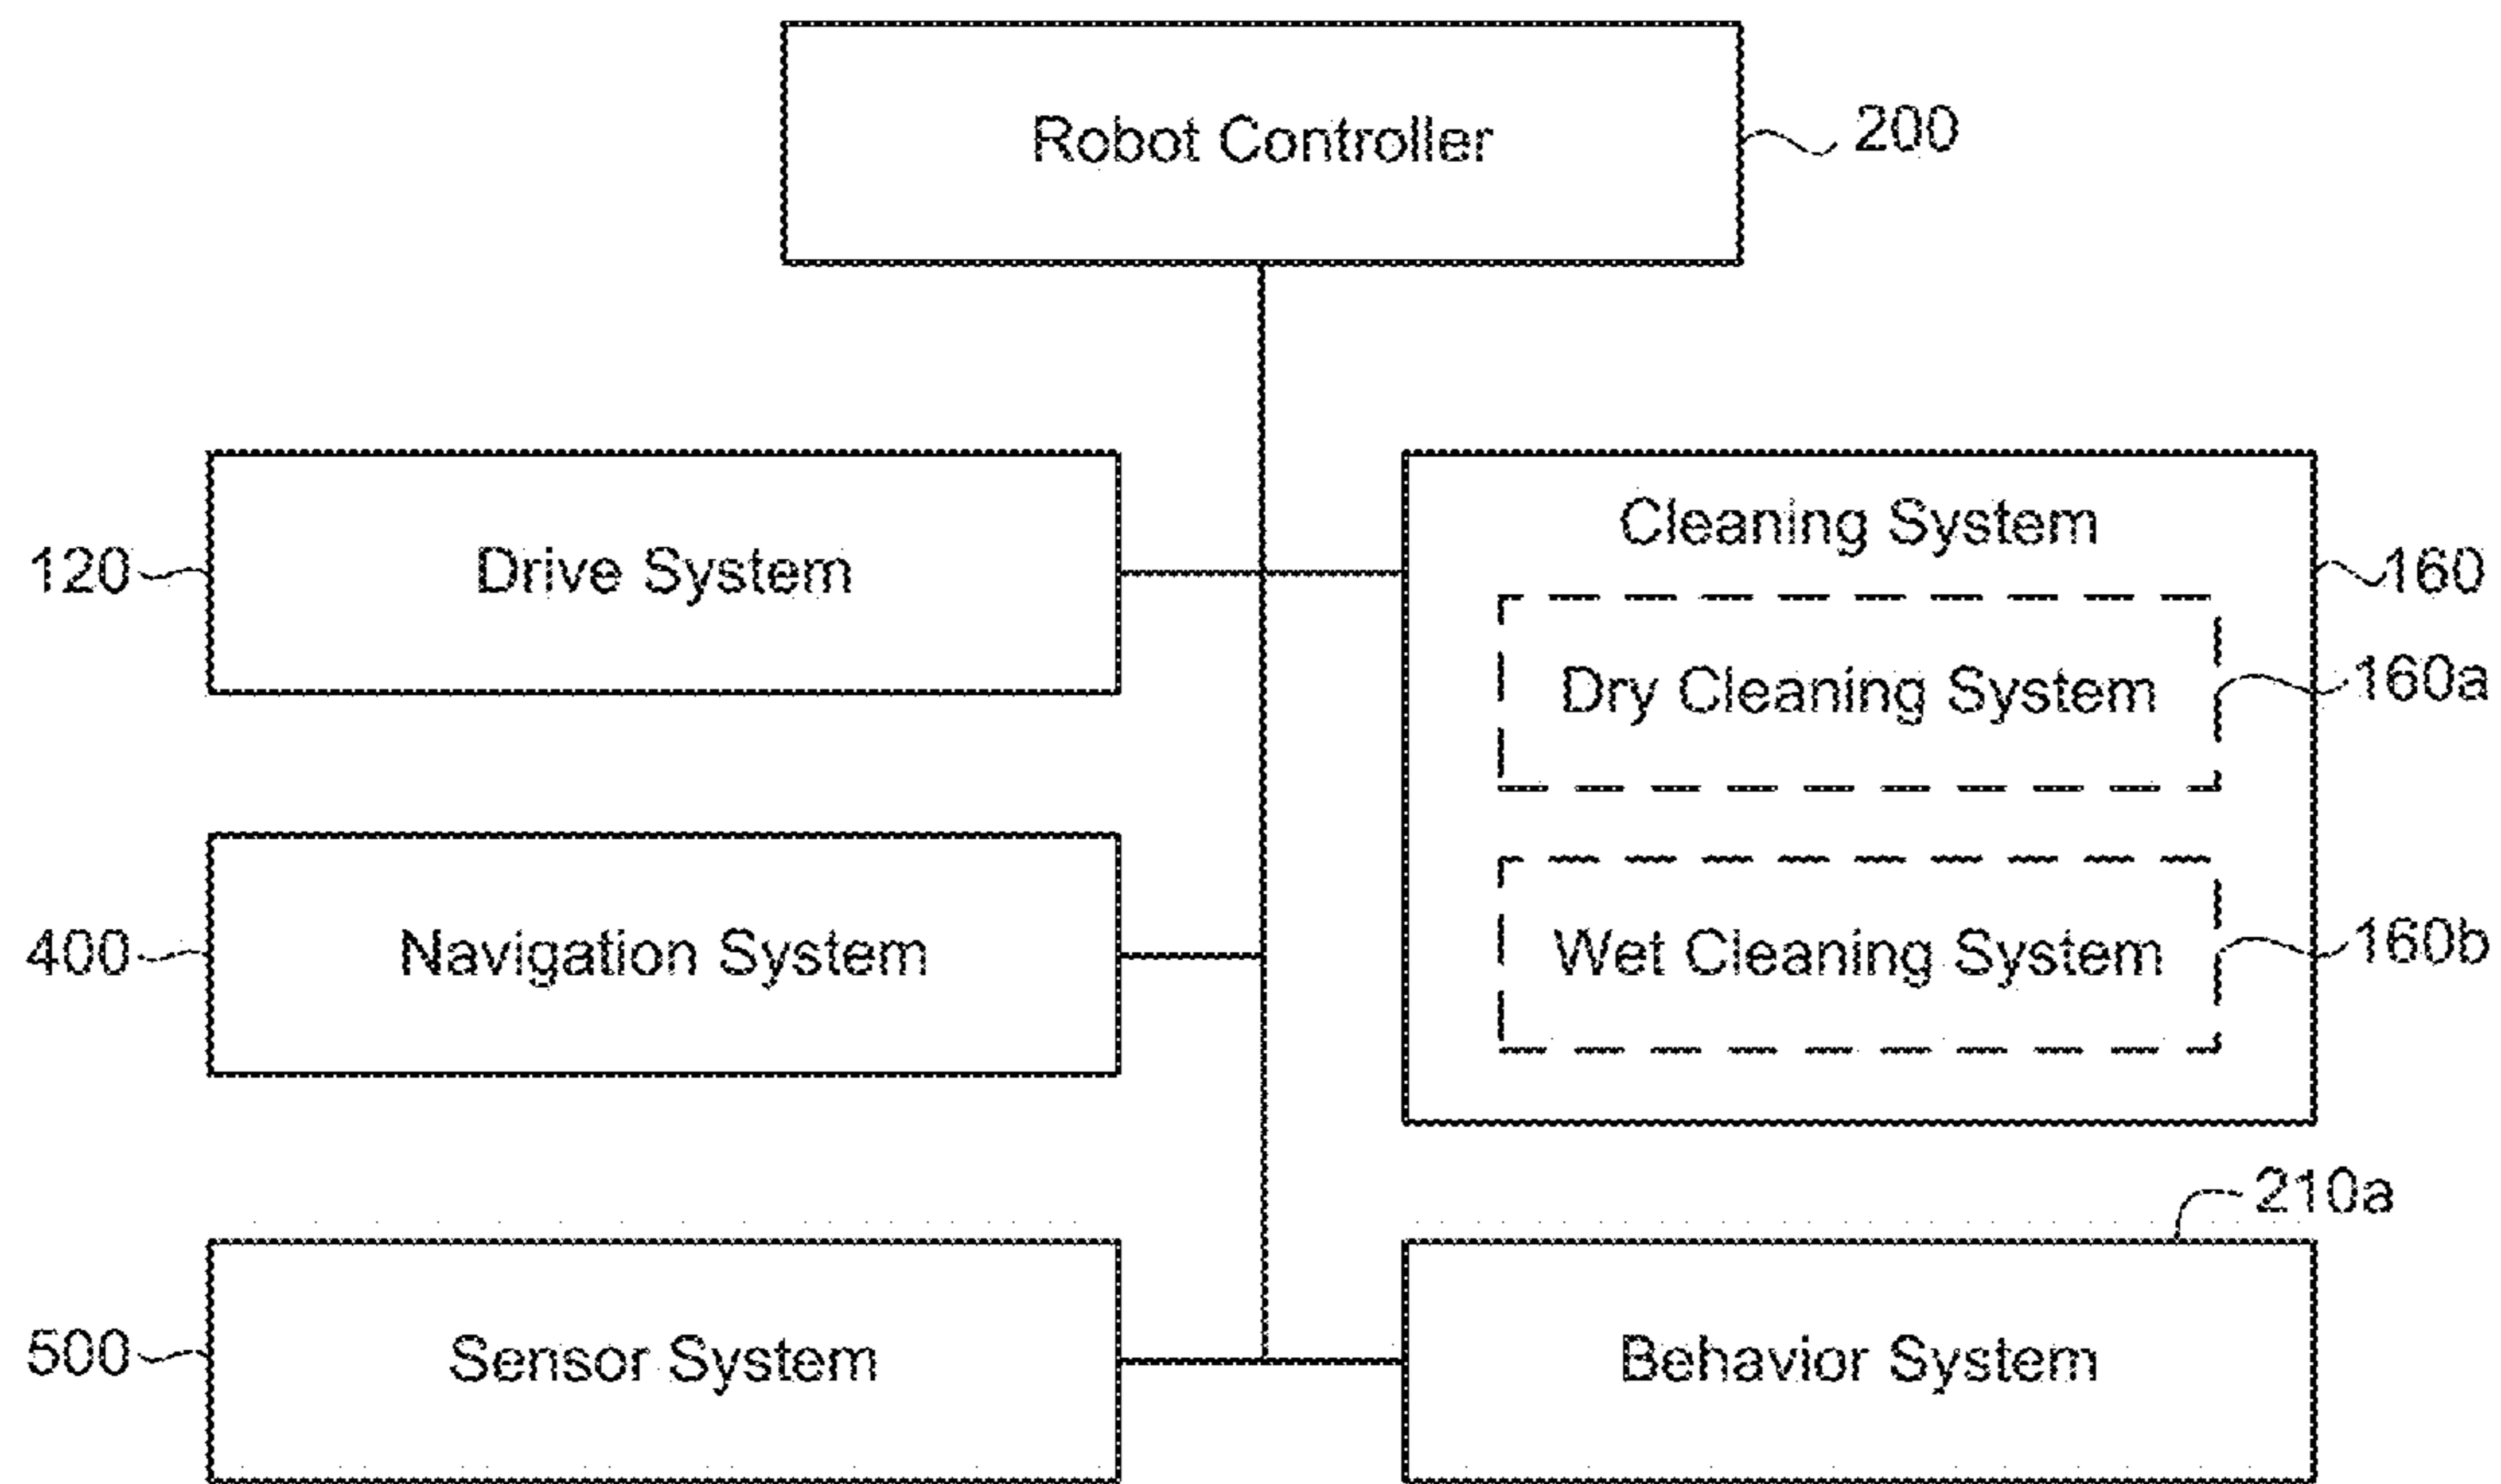 Robot Controller
200
120
Drive System
Cleaning System
160
Dry Cleaning System
160a
400
Navigation System
Wet Cleaning System
160b
210a
500
Sensor System
Behavior System